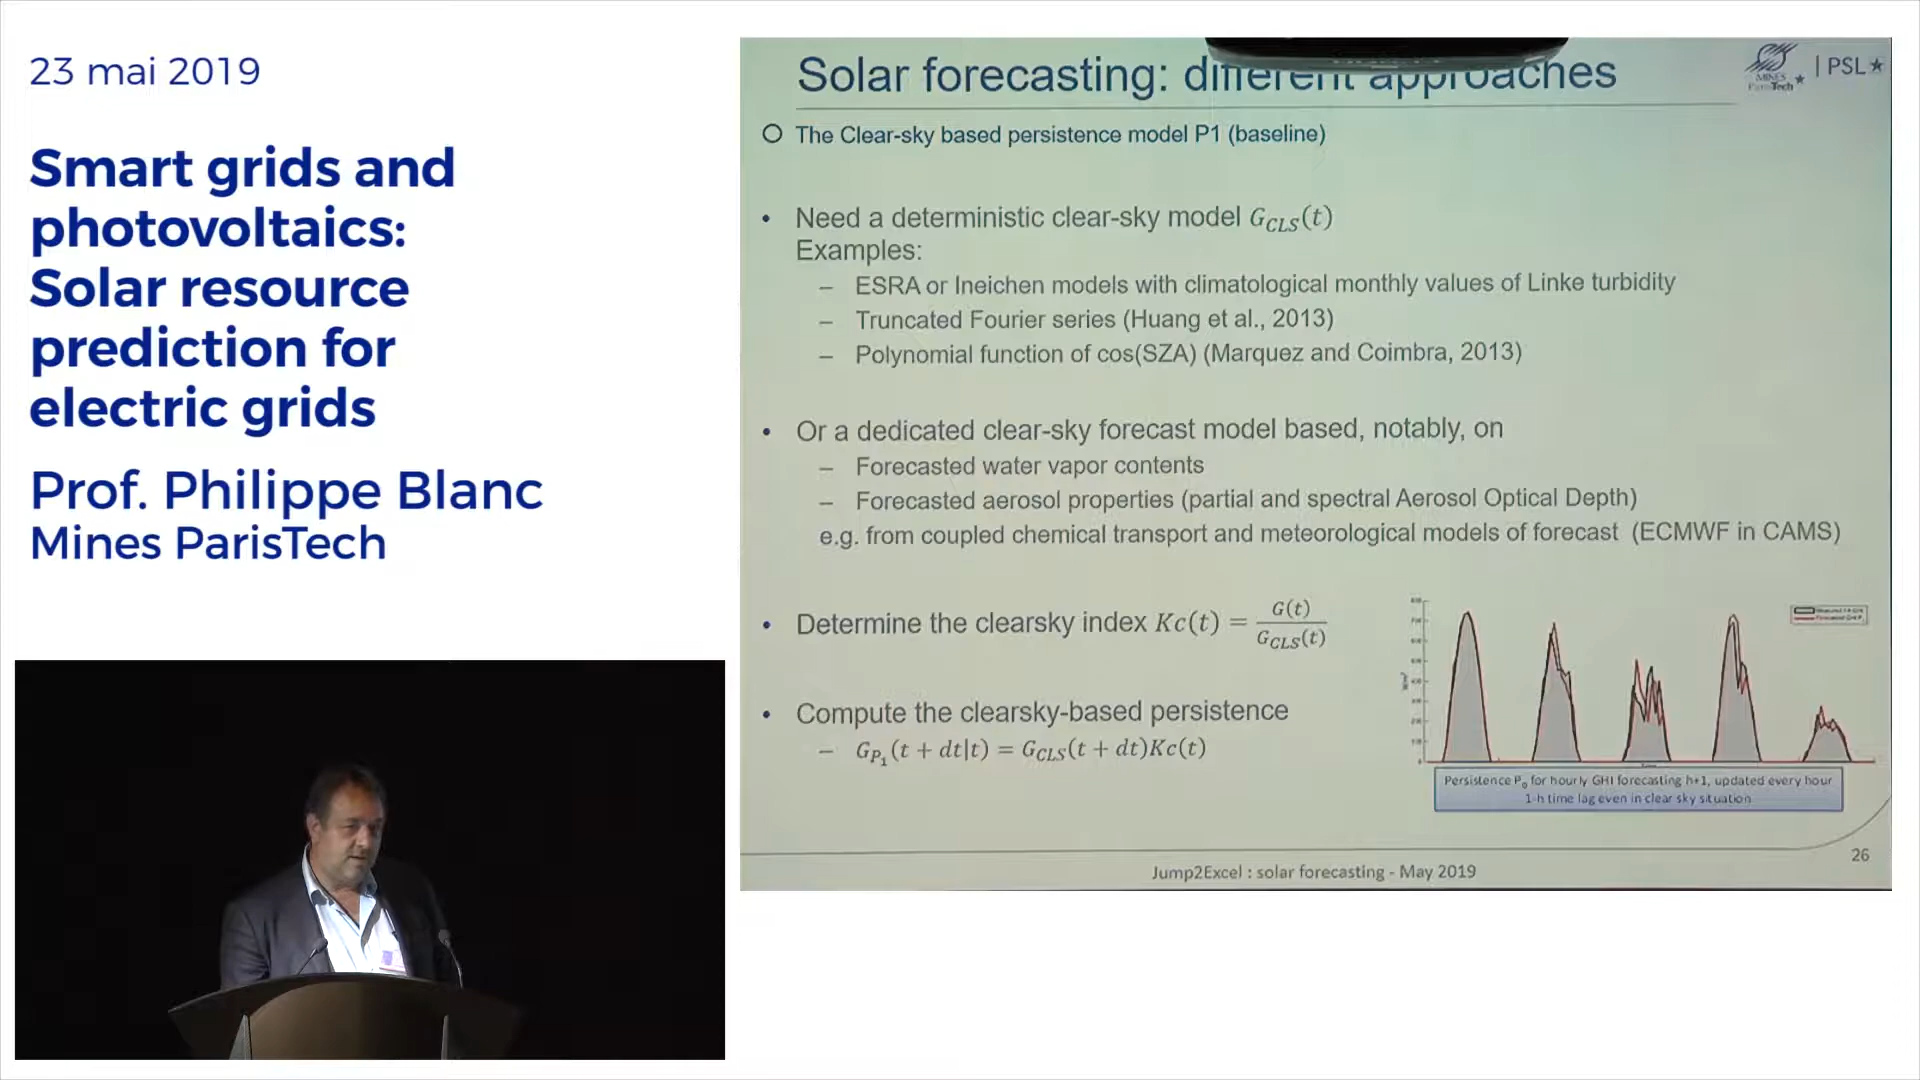 23 mai 2019
Smart grids and
photovoltaics:
Solar resource
prediction for
electric grids
Prof. Philippe Blanc
Mines ParisTech
Solar forecasting: different approaches
MINES
ParisTech
| PSL
The Clear-sky based persistence model P1 (baseline)
• Need a deterministic clear-sky model G_CLS(t)
Examples:
– ESRA or Ineichen models with climatological monthly values of Linke turbidity
– Truncated Fourier series (Huang et al., 2013)
– Polynomial function of cos(SZA) (Marquez and Coimbra, 2013)
• Or a dedicated clear-sky forecast model based, notably, on
– Forecasted water vapor contents
– Forecasted aerosol properties (partial and spectral Aerosol Optical Depth)
e.g. from coupled chemical transport and meteorological models of forecast (ECMWF in CAMS)
• Determine the clearsky index Kc(t) = G(t) / G_CLS(t)
• Compute the clearsky-based persistence
– G_P1(t + dt|t) = G_CLS(t + dt)Kc(t)
Persistence P0 for hourly GHI forecasting h+1, updated every hour
1-h time lag even in clear sky situation
26
Jump2Excel : solar forecasting - May 2019